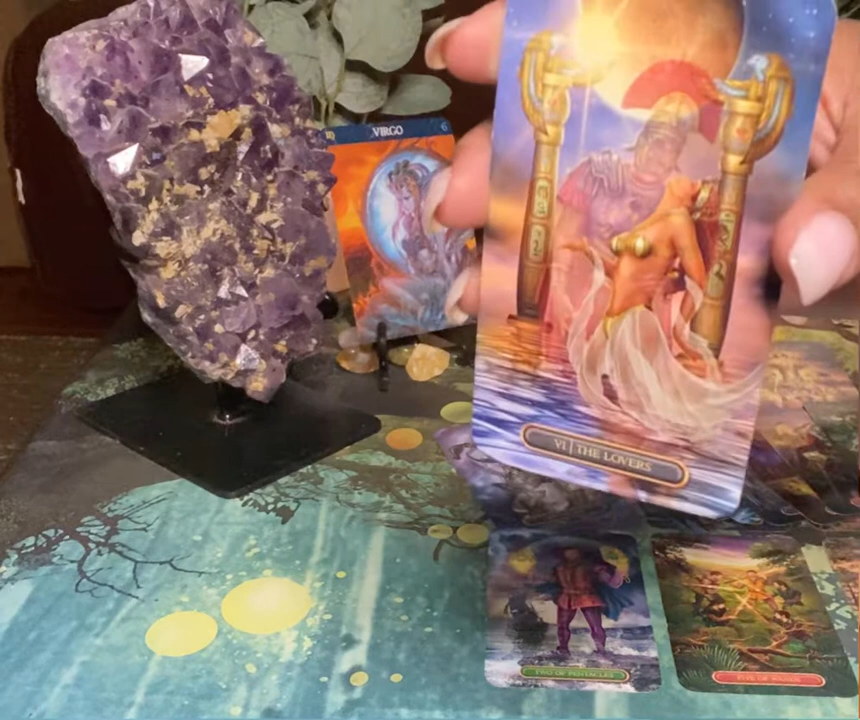 VIRGO 6
VI | THE LOVERS
TWO OF PENTACLES
FIVE OF WANDS